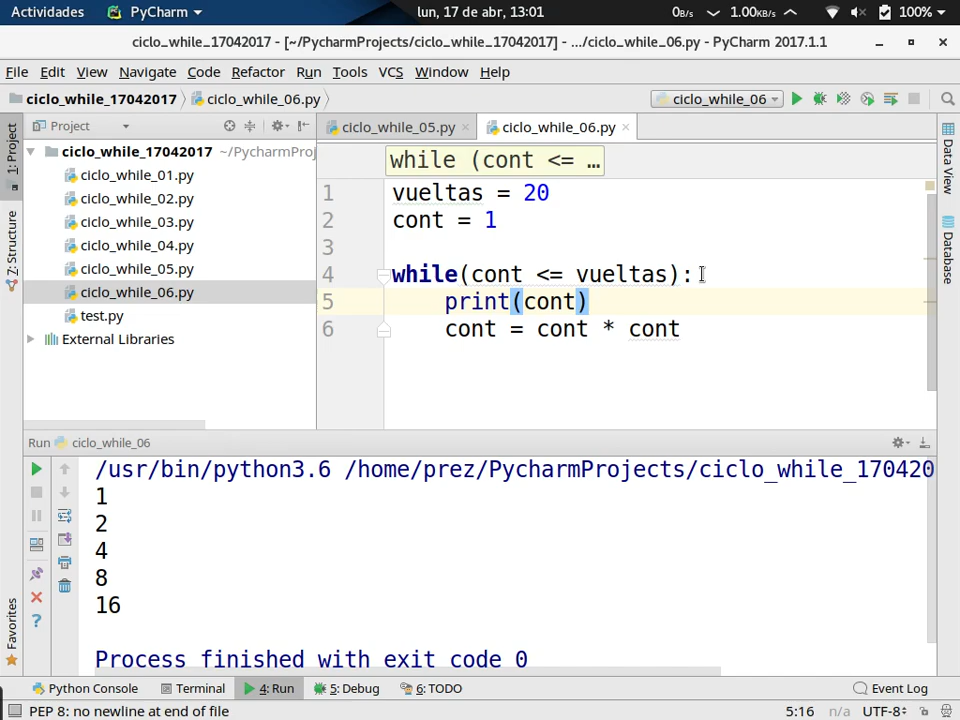 Actividades PyCharm lun, 17 de abr, 13:01 0B/s 1.00KB/s 100%
ciclo_while_17042017 - [~/PycharmProjects/ciclo_while_17042017] - .../ciclo_while_06.py - PyCharm 2017.1.1
File Edit View Navigate Code Refactor Run Tools VCS Window Help
ciclo_while_17042017 ciclo_while_06.py ciclo_while_06
1: Project
7: Structure
Favorites
Project
ciclo_while_17042017 ~/PycharmProj
ciclo_while_01.py
ciclo_while_02.py
ciclo_while_03.py
ciclo_while_04.py
ciclo_while_05.py
ciclo_while_06.py
test.py
External Libraries
ciclo_while_05.py ciclo_while_06.py
while (cont <= …
1 vueltas = 20
2 cont = 1
3
4 while(cont <= vueltas):
5 print(cont)
6 cont = cont * cont
Data View
Database
Run ciclo_while_06
/usr/bin/python3.6 /home/prez/PycharmProjects/ciclo_while_170420
1
2
4
8
16
Process finished with exit code 0
Python Console Terminal 4: Run 5: Debug 6: TODO Event Log
PEP 8: no newline at end of file 5:16 n/a UTF-8